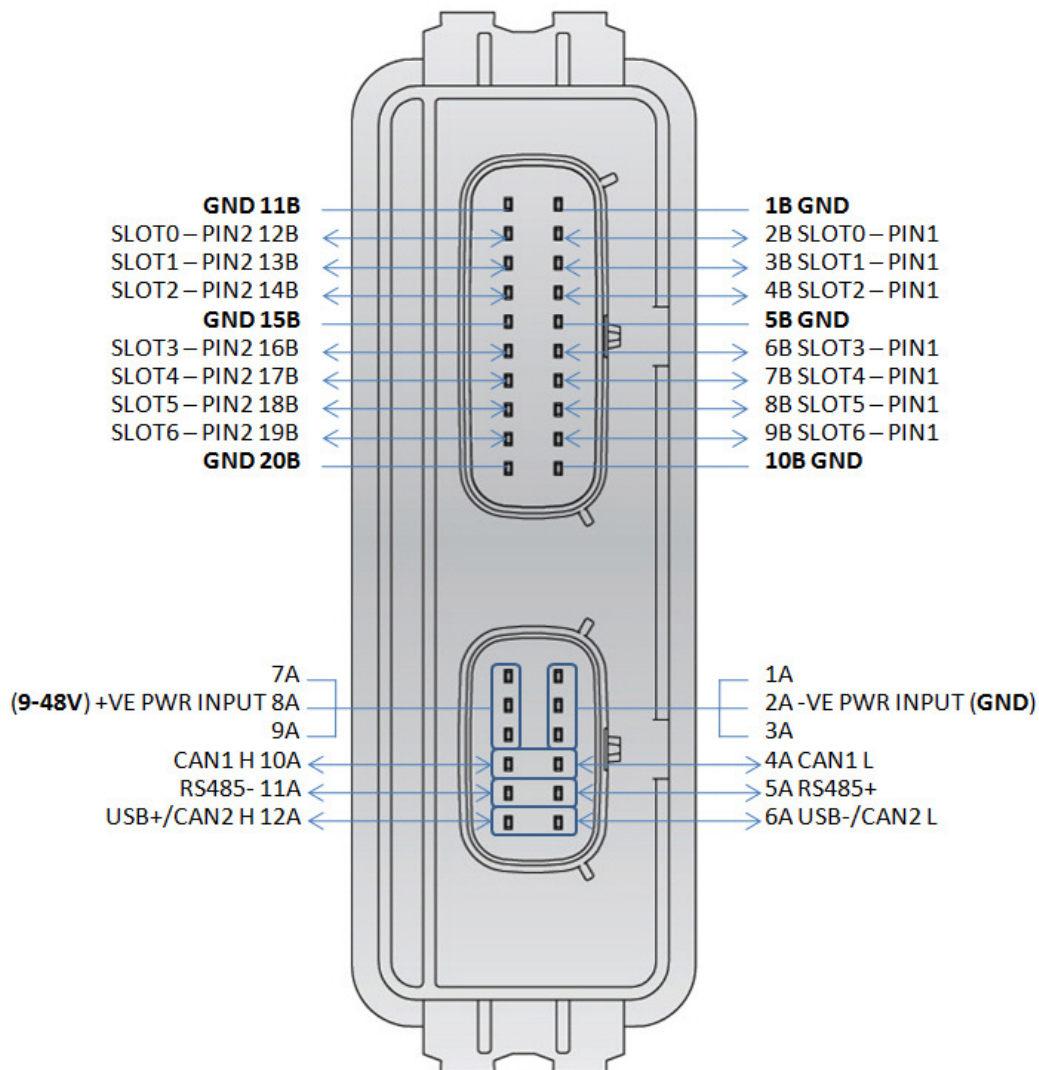 GND 11B
1B GND
SLOT0 – PIN2 12B
2B SLOT0 – PIN1
SLOT1 – PIN2 13B
3B SLOT1 – PIN1
SLOT2 – PIN2 14B
4B SLOT2 – PIN1
GND 15B
5B GND
SLOT3 – PIN2 16B
6B SLOT3 – PIN1
SLOT4 – PIN2 17B
7B SLOT4 – PIN1
SLOT5 – PIN2 18B
8B SLOT5 – PIN1
SLOT6 – PIN2 19B
9B SLOT6 – PIN1
GND 20B
10B GND
7A
1A
(9-48V) +VE PWR INPUT 8A
2A -VE PWR INPUT (GND)
9A
3A
CAN1 H 10A
4A CAN1 L
RS485- 11A
5A RS485+
USB+/CAN2 H 12A
6A USB-/CAN2 L